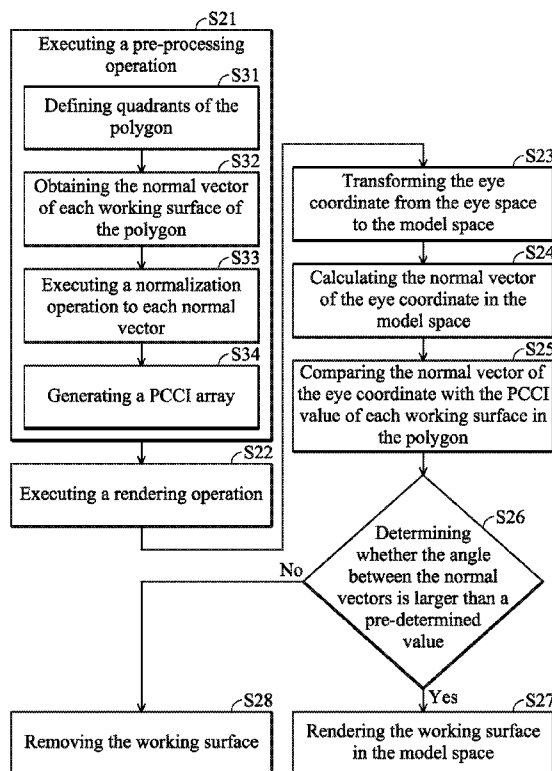 S21
Executing a pre-processing
operation
S31
Defining quadrants of the
polygon
S32
Obtaining the normal vector
of each working surface of
the polygon
S33
Executing a normalization
operation to each normal
vector
S34
Generating a PCCI array
S22
Executing a rendering operation
S23
Transforming the eye
coordinate from the eye space
to the model space
S24
Calculating the normal vector
of the eye coordinate in the
model space
S25
Comparing the normal vector of
the eye coordinate with the PCCI
value of each working surface in
the polygon
S26
Determining
whether the angle
between the normal
vectors is larger than a
pre-determined
value
No
Yes
S28
Removing the working surface
S27
Rendering the working surface
in the model space